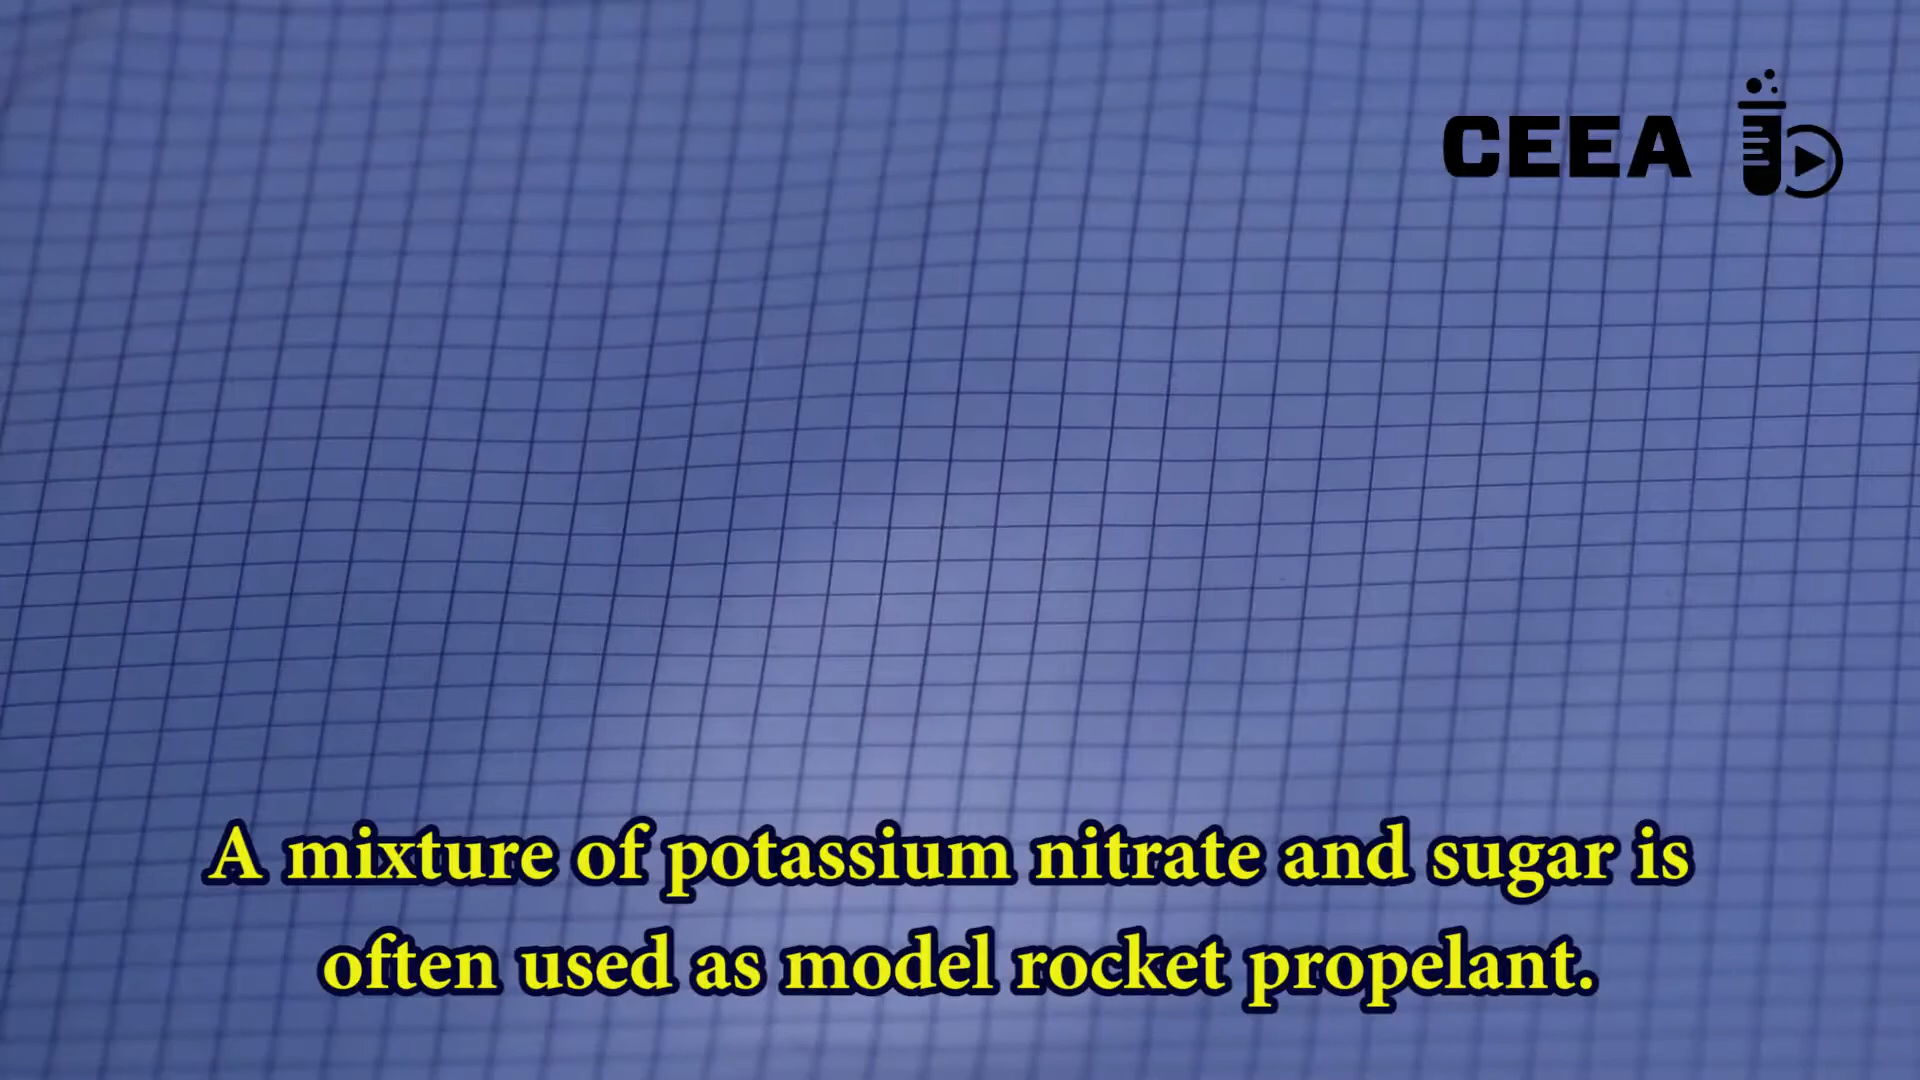 CEEA
A mixture of potassium nitrate and sugar is
often used as model rocket propelant.